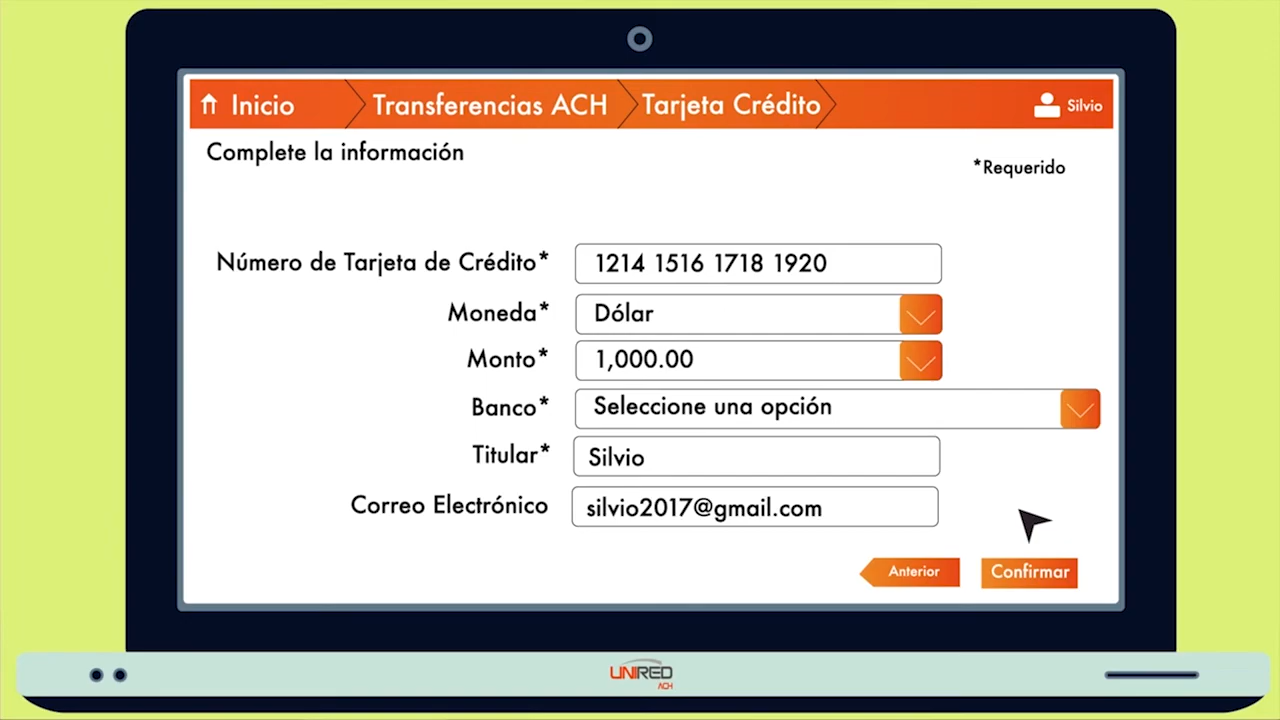 Inicio Transferencias ACH Tarjeta Crédito Silvio
Complete la información
*Requerido
Número de Tarjeta de Crédito* 1214 1516 1718 1920
Moneda* Dólar
Monto* 1,000.00
Banco* Seleccione una opción
Titular* Silvio
Correo Electrónico silvio2017@gmail.com
Anterior Confirmar
UNIRED
ACH